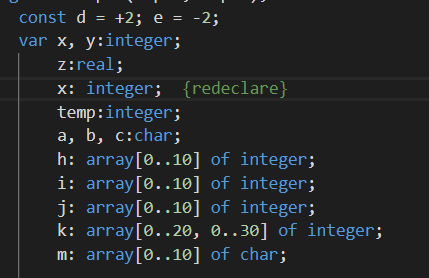 const d = +2; e = -2;
var x, y:integer;
z:real;
x: integer; {redeclare}
temp:integer;
a, b, c:char;
h: array[0..10] of integer;
i: array[0..10] of integer;
j: array[0..10] of integer;
k: array[0..20, 0..30] of integer;
m: array[0..10] of char;